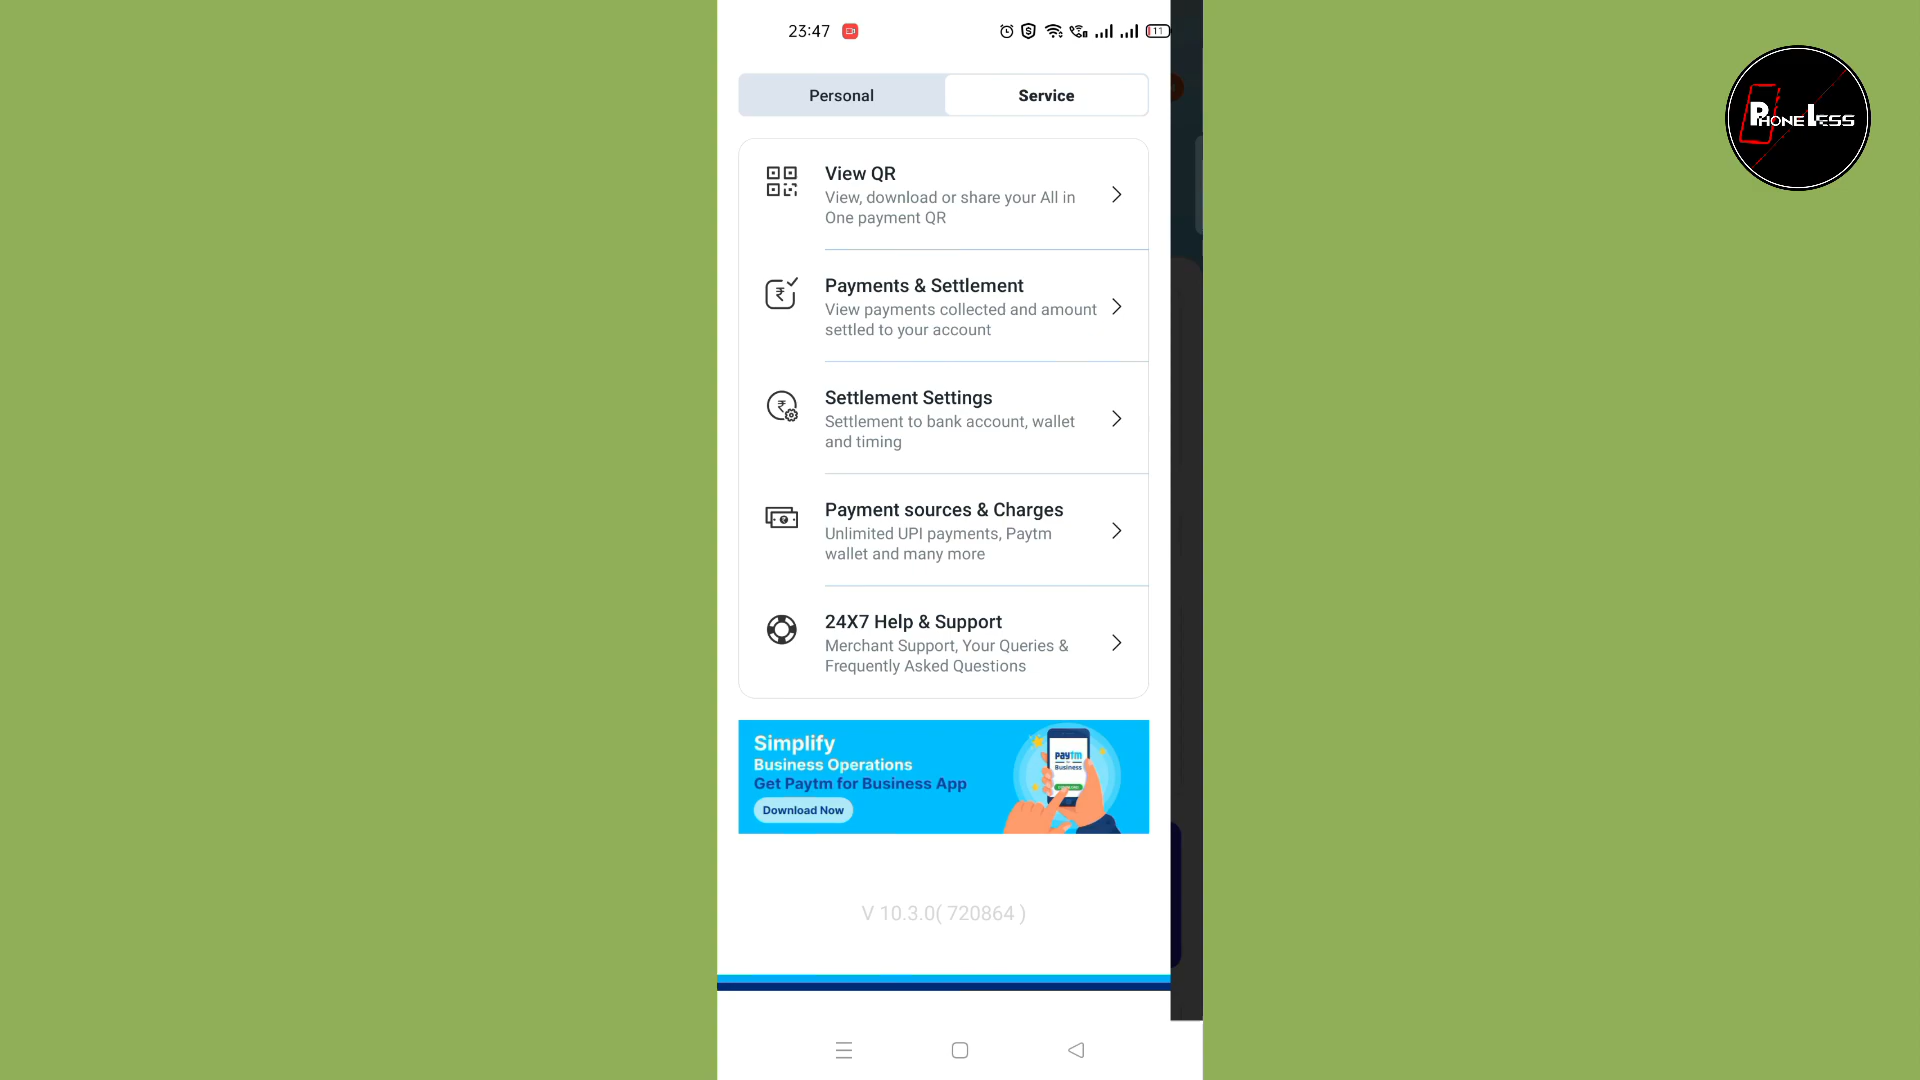 23:47
11
Personal
Service
PHONE LESS
View QR
View, download or share your All in
One payment QR
Payments & Settlement
View payments collected and amount
settled to your account
Settlement Settings
Settlement to bank account, wallet
and timing
Payment sources & Charges
Unlimited UPI payments, Paytm
wallet and many more
24X7 Help & Support
Merchant Support, Your Queries &
Frequently Asked Questions
Simplify
Business Operations
Get Paytm for Business App
Download Now
paytm
Business
V 10.3.0( 720864 )